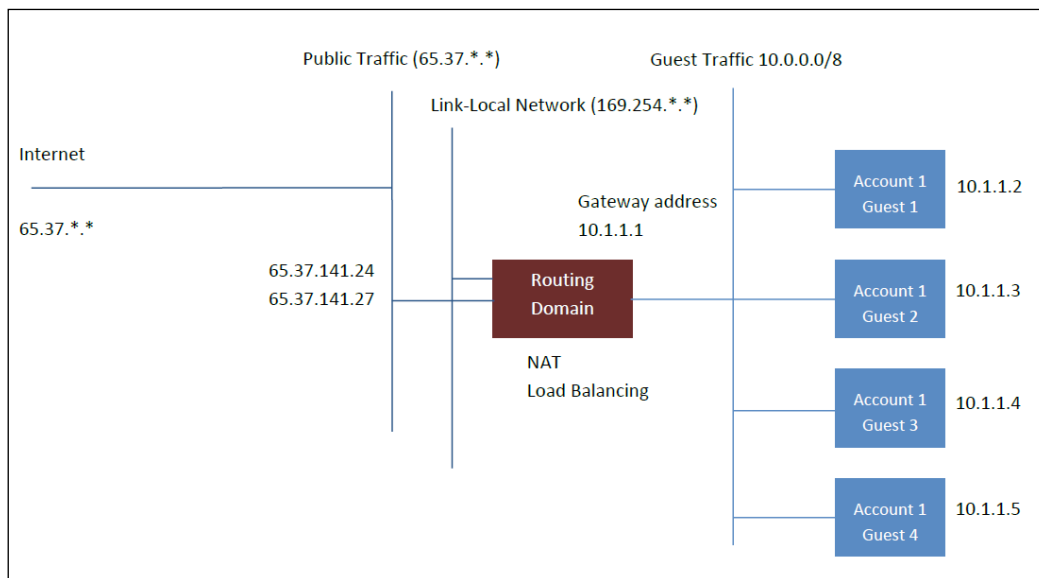 Public Traffic (65.37.*.*)
Guest Traffic 10.0.0.0/8
Link-Local Network (169.254.*.*)
Internet
65.37.*.*
Gateway address
10.1.1.1
65.37.141.24
65.37.141.27
Routing
Domain
NAT
Load Balancing
Account 1
Guest 1
10.1.1.2
Account 1
Guest 2
10.1.1.3
Account 1
Guest 3
10.1.1.4
Account 1
Guest 4
10.1.1.5